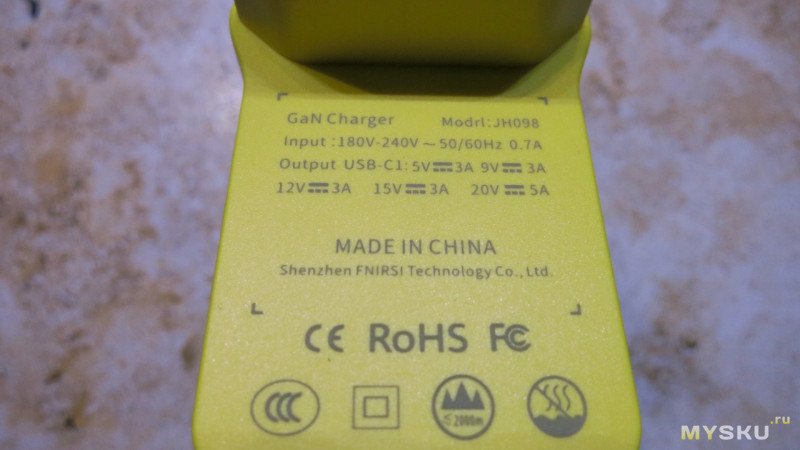 GaN Charger Modrl:JH098
Input :180V-240V~50/60Hz 0.7A
Output USB-C1: 5V⎓3A 9V⎓3A
12V⎓3A 15V⎓3A 20V⎓5A
MADE IN CHINA
Shenzhen FNIRSI Technology Co., Ltd.
CE RoHS FC
CCC ≤2000m
MYSKU.ru